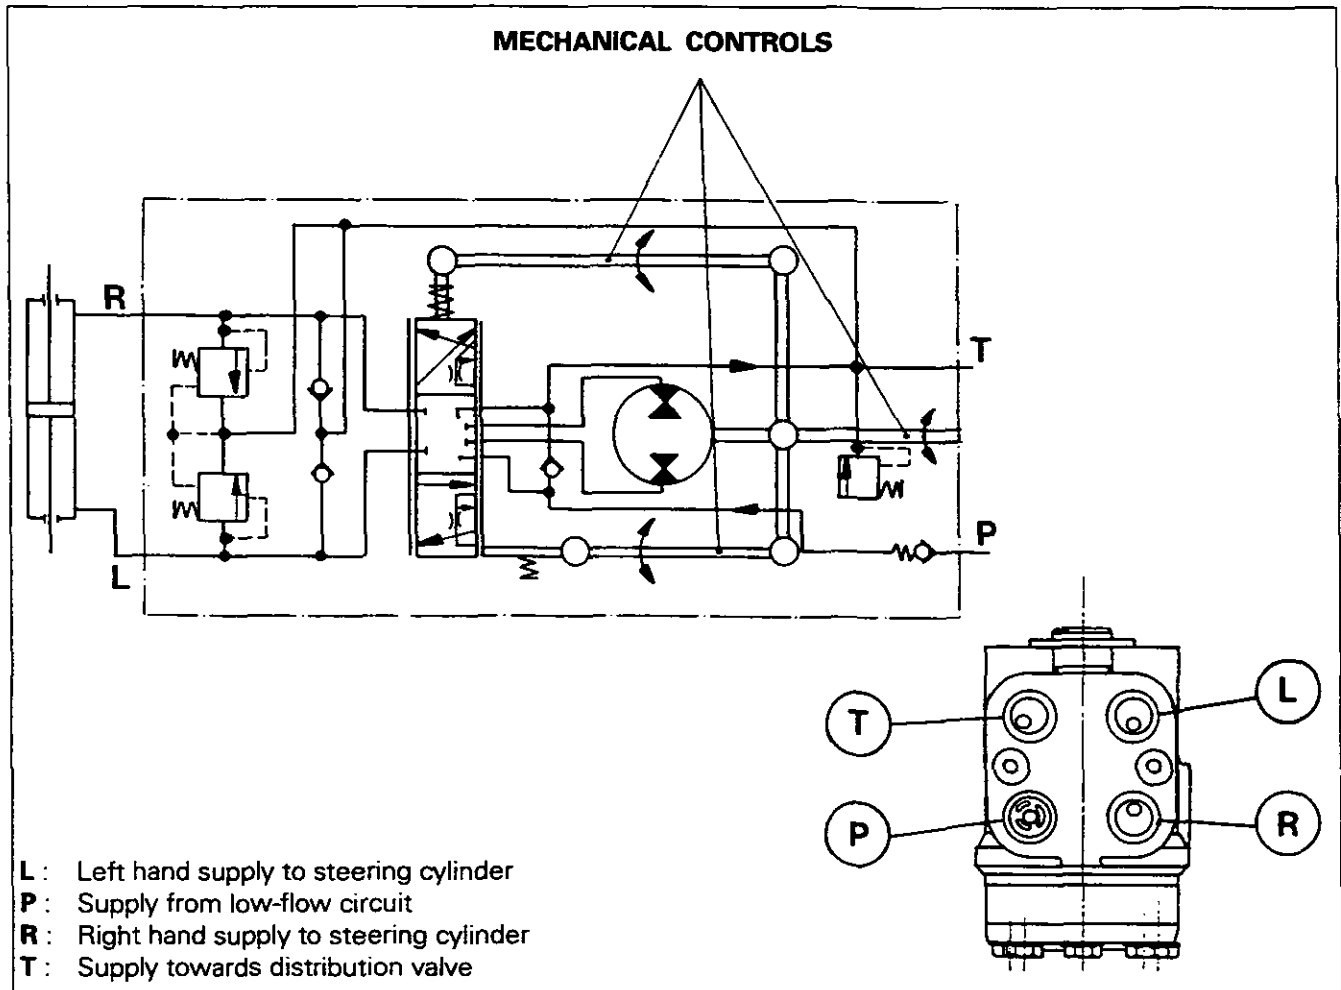 MECHANICAL CONTROLS
R
T
P
L
T
L
P
R
L : Left hand supply to steering cylinder
P : Supply from low-flow circuit
R : Right hand supply to steering cylinder
T : Supply towards distribution valve